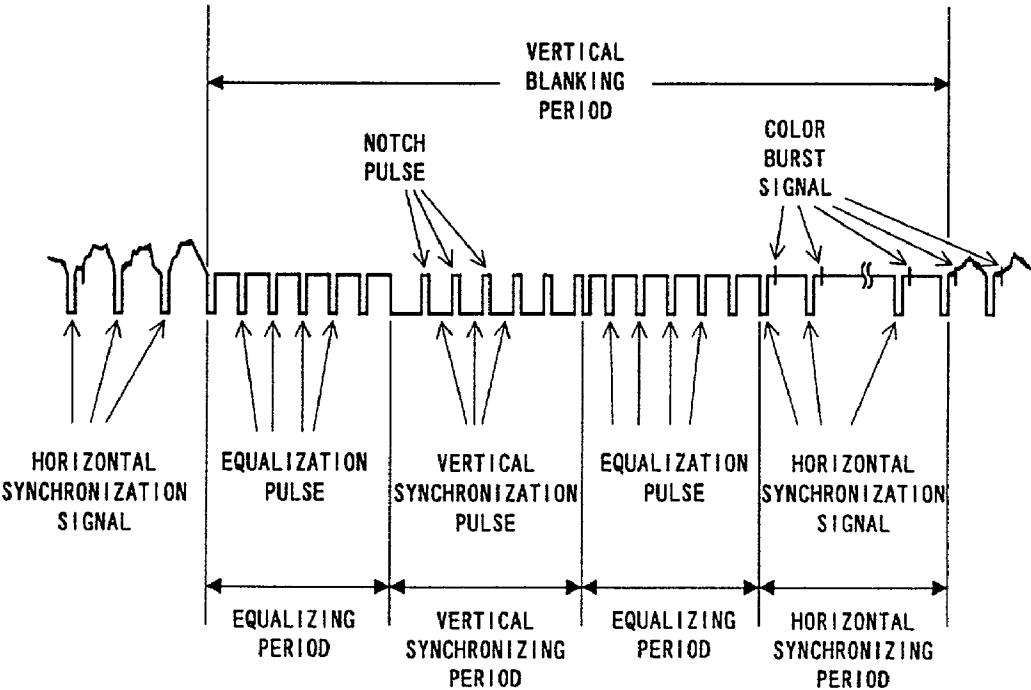 VERTICAL
BLANKING
PERIOD
NOTCH
PULSE
COLOR
BURST
SIGNAL
HORIZONTAL
SYNCHRONIZATION
SIGNAL
EQUALIZATION
PULSE
VERTICAL
SYNCHRONIZATION
PULSE
EQUALIZATION
PULSE
HORIZONTAL
SYNCHRONIZATION
SIGNAL
EQUALIZING
PERIOD
VERTICAL
SYNCHRONIZING
PERIOD
EQUALIZING
PERIOD
HORIZONTAL
SYNCHRONIZING
PERIOD